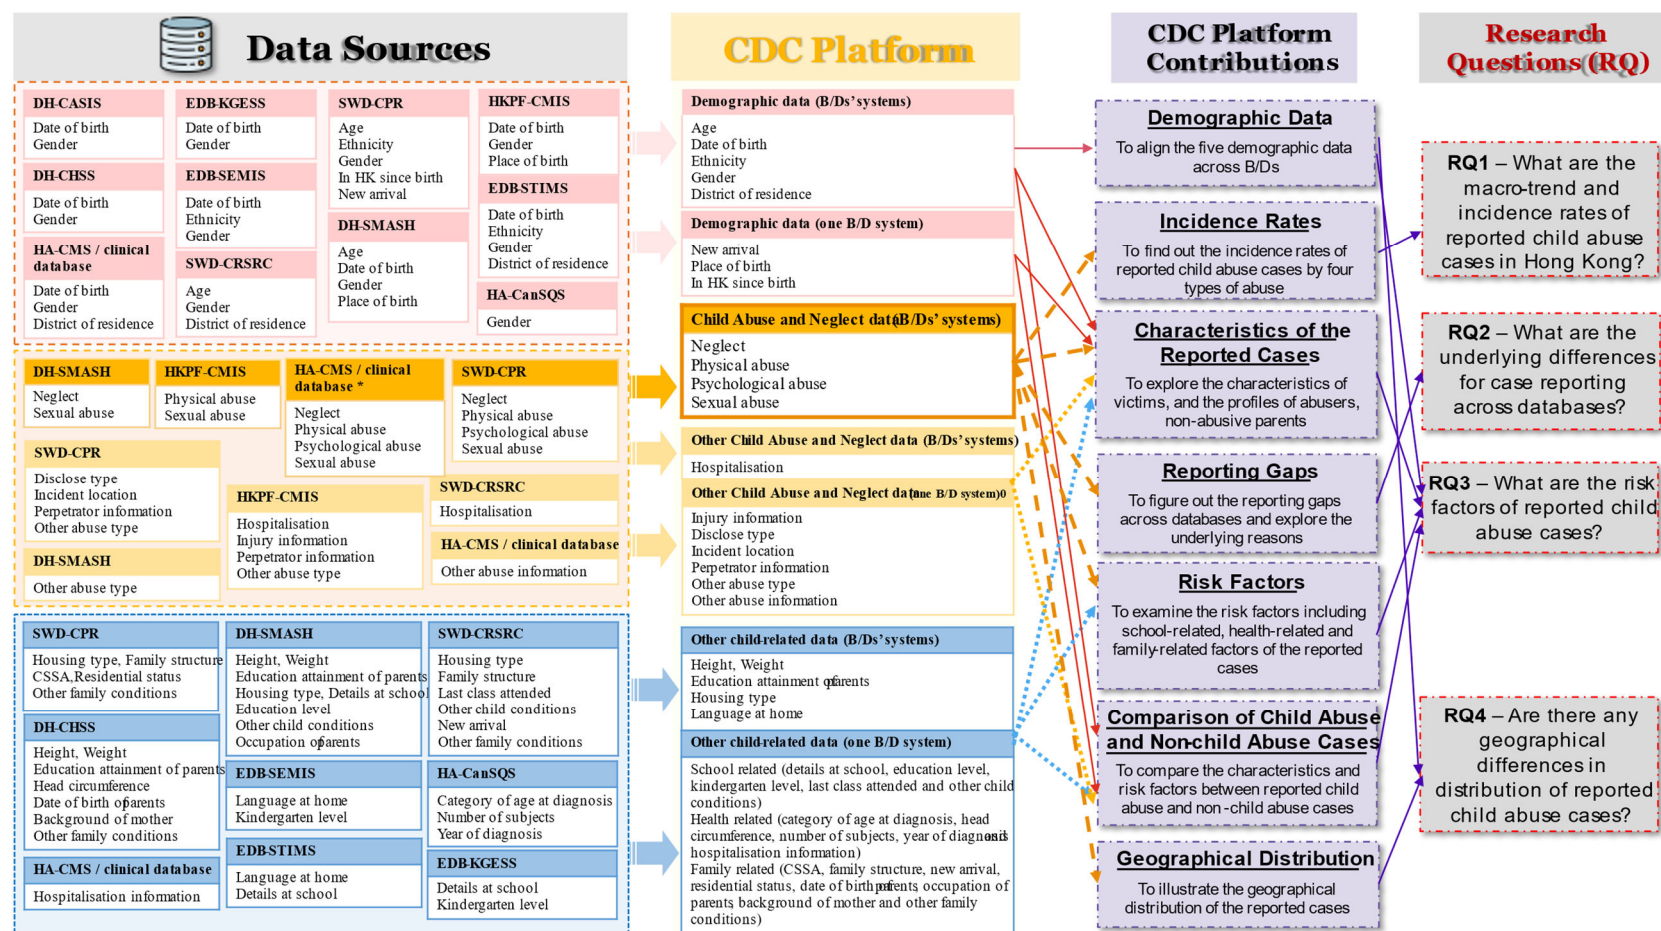 Data Sources
DH-CASIS
Date of birth
Gender
DH-CHSS
Date of birth
Gender
HA-CMS / clinical
database
Date of birth
Gender
District of residence
EDB-KGESS
Date of birth
Gender
EDB-SEMIS
Date of birth
Ethnicity
Gender
SWD-CRSRC
Age
Gender
District of residence
SWD-CPR
Age
Ethnicity
Gender
In HK since birth
New arrival
DH-SMASH
Age
Date of birth
Gender
Place of birth
HKPF-CMIS
Date of birth
Gender
Place of birth
EDB-STIMS
Date of birth
Ethnicity
Gender
District of residence
HA-CanSQS
Gender
DH-SMASH
Neglect
Sexual abuse
HKPF-CMIS
Physical abuse
Sexual abuse
HA-CMS / clinical
database *
Neglect
Physical abuse
Psychological abuse
Sexual abuse
SWD-CPR
Neglect
Physical abuse
Psychological abuse
Sexual abuse
SWD-CPR
Disclose type
Incident location
Perpetrator information
Other abuse type
DH-SMASH
Other abuse type
HKPF-CMIS
Hospitalisation
Injury information
Perpetrator information
Other abuse type
SWD-CRSRC
Hospitalisation
HA-CMS / clinical database
Other abuse information
SWD-CPR
Housing type, Family structure
CSSA,Residential status
Other family conditions
DH-CHSS
Height, Weight
Education attainment of parents
Head circumference
Date of birth of parents
Background of mother
Other family conditions
HA-CMS / clinical database
Hospitalisation information
DH-SMASH
Height, Weight
Education attainment of parents
Housing type, Details at school
Education level
Other child conditions
Occupation of parents
EDB-SEMIS
Language at home
Kindergarten level
EDB-STIMS
Language at home
Details at school
SWD-CRSRC
Housing type
Family structure
Last class attended
Other child conditions
New arrival
Other family conditions
HA-CanSQS
Category of age at diagnosis
Number of subjects
Year of diagnosis
EDB-KGESS
Details at school
Kindergarten level
CDC Platform
Demographic data (B/Ds' systems)
Age
Date of birth
Ethnicity
Gender
District of residence
Demographic data (one B/D system)
New arrival
Place of birth
In HK since birth
Child Abuse and Neglect data(B/Ds' systems)
Neglect
Physical abuse
Psychological abuse
Sexual abuse
Other Child Abuse and Neglect data (B/Ds'systems)
Hospitalisation
Other Child Abuse and Neglect data(one B/D system)0
Injury information
Disclose type
Incident location
Perpetrator information
Other abuse type
Other abuse information
Other child-related data (B/Ds'systems)
Height, Weight
Education attainment of parents
Housing type
Language at home
Other child-related data (one B/D system)
School related (details at school, education level,
kindergarten level, last class attended and other child
conditions)
Health related (category of age at diagnosis, head
circumference, number of subjects, year of diagnosis and
hospitalisation information)
Family related (CSSA, family structure, new arrival,
residential status, date of birth of parents, occupation of
parents, background of mother and other family
conditions)
CDC Platform
Contributions
Demographic Data
To align the five demographic data
across B/Ds
Incidence Rates
To find out the incidence rates of
reported child abuse cases by four
types of abuse
Characteristics of the
Reported Cases
To explore the characteristics of
victims, and the profiles of abusers,
non-abusive parents
Reporting Gaps
To figure out the reporting gaps
across databases and explore the
underlying reasons
Risk Factors
To examine the risk factors including
school-related, health-related and
family-related factors of the reported
cases
Comparison of Child Abuse
and Non-child Abuse Cases
To compare the characteristics and
risk factors between reported child
abuse and non -child abuse cases
Geographical Distribution
To illustrate the geographical
distribution of the reported cases
Research
Questions (RQ)
RQ1 – What are the
macro-trend and
incidence rates of
reported child abuse
cases in Hong Kong?
RQ2 – What are the
underlying differences
for case reporting
across databases?
RQ3 – What are the risk
factors of reported child
abuse cases?
RQ4 – Are there any
geographical
differences in
distribution of reported
child abuse cases?